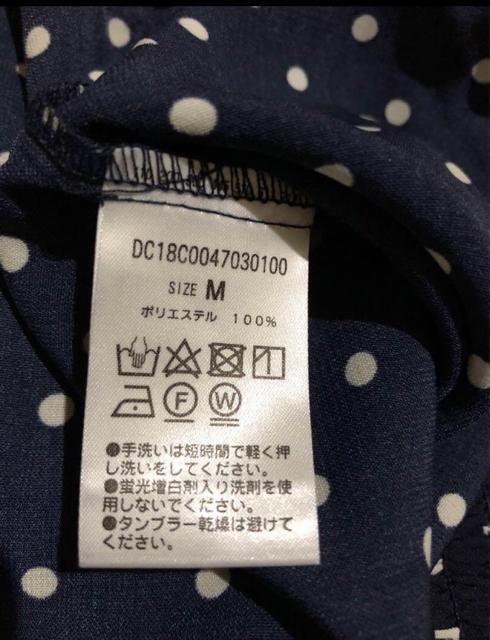 DC18C0047030100
SIZE M
ポリエステル 100%
F W
●手洗いは短時間で軽く押
し洗いをしてください。
●蛍光増白剤入り洗剤を使
用しないでください。
●タンブラー乾燥は避けて
ください。